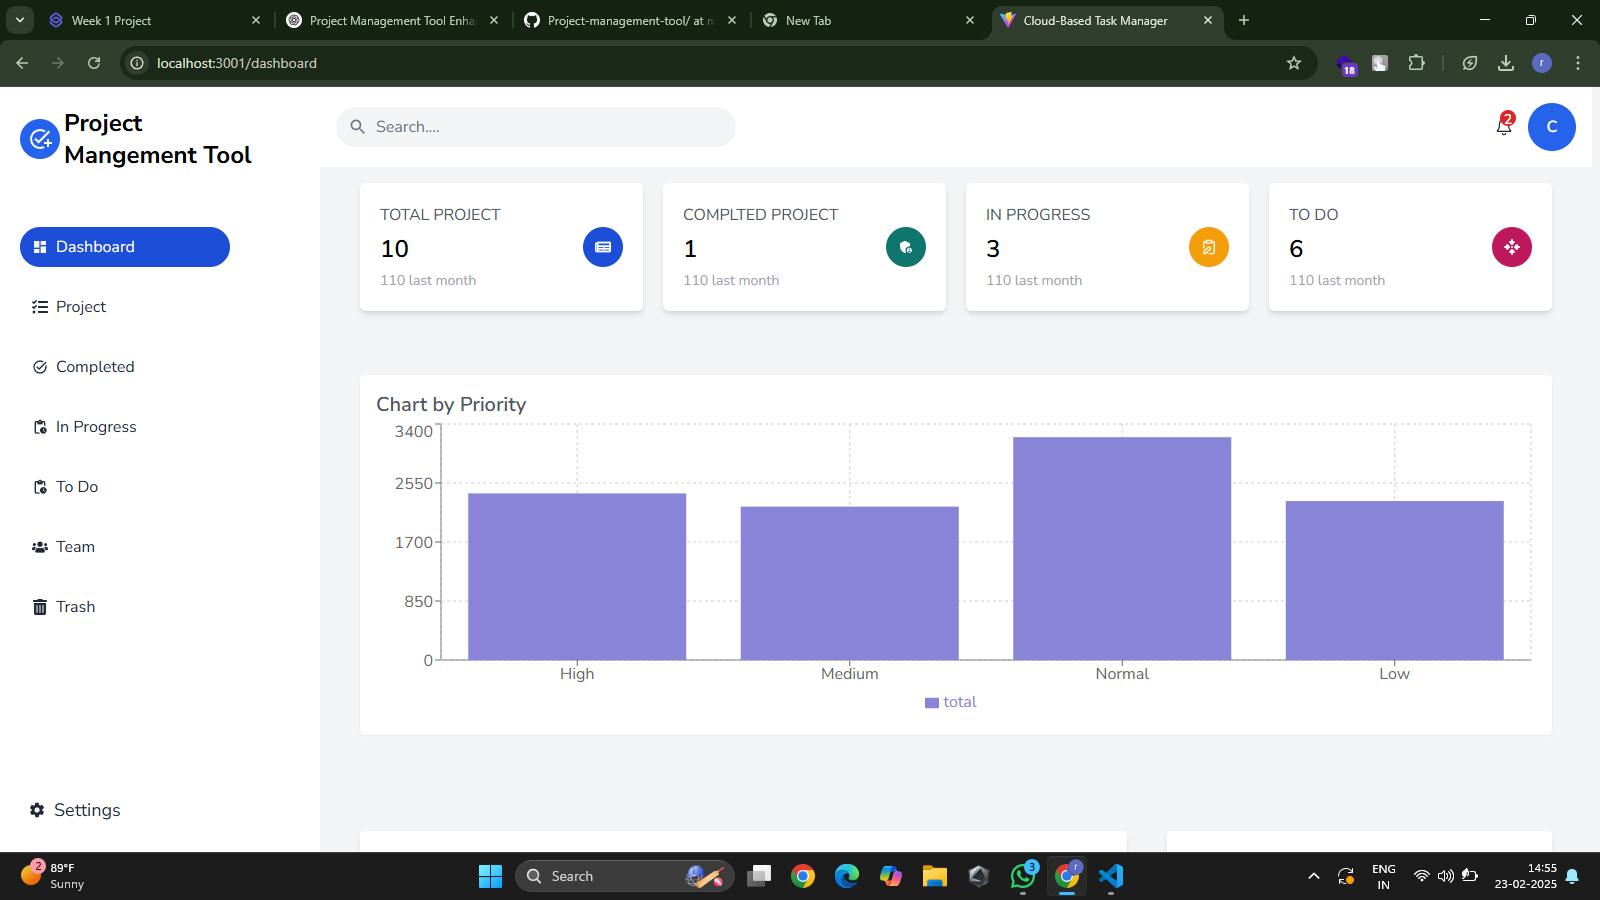 Week 1 Project
Project Management Tool Enha
Project-management-tool/ at m
New Tab
Cloud-Based Task Manager
localhost:3001/dashboard
18
r
Project
Mangement Tool
Search....
2
C
Dashboard
Project
Completed
In Progress
To Do
Team
Trash
Settings
TOTAL PROJECT
10
110 last month
COMPLTED PROJECT
1
110 last month
IN PROGRESS
3
110 last month
TO DO
6
110 last month
Chart by Priority
3400
2550
1700
850
0
High
Medium
Normal
Low
total
2
89°F
Sunny
Search
3
r
ENG
IN
14:55
23-02-2025